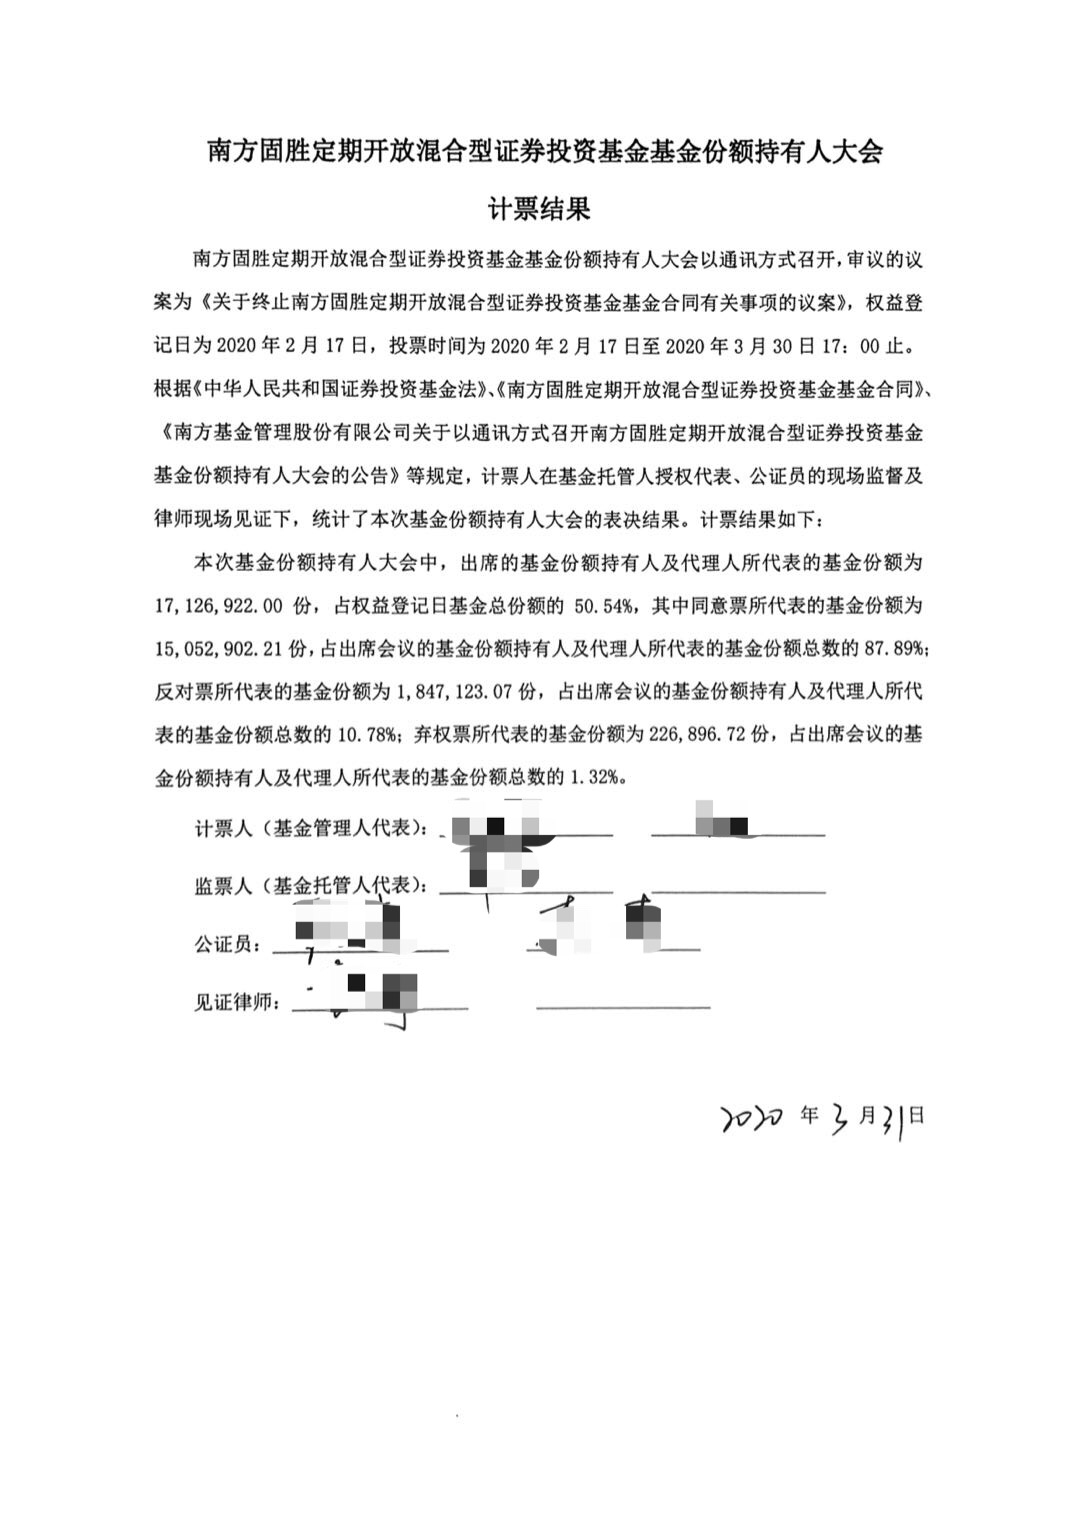 南方固胜定期开放混合型证券投资基金基金份额持有人大会
计票结果
南方固胜定期开放混合型证券投资基金基金份额持有人大会以通讯方式召开，审议的议
案为《关于终止南方固胜定期开放混合型证券投资基金基金合同有关事项的议案》，权益登
记日为 2020 年 2 月 17 日，投票时间为 2020 年 2 月 17 日至 2020 年 3 月 30 日 17：00 止。
根据《中华人民共和国证券投资基金法》、《南方固胜定期开放混合型证券投资基金基金合同》、
《南方基金管理股份有限公司关于以通讯方式召开南方固胜定期开放混合型证券投资基金
基金份额持有人大会的公告》等规定，计票人在基金托管人授权代表、公证员的现场监督及
律师现场见证下，统计了本次基金份额持有人大会的表决结果。计票结果如下：
本次基金份额持有人大会中，出席的基金份额持有人及代理人所代表的基金份额为
17,126,922.00 份，占权益登记日基金总份额的 50.54%，其中同意票所代表的基金份额为
15,052,902.21 份，占出席会议的基金份额持有人及代理人所代表的基金份额总数的 87.89%；
反对票所代表的基金份额为 1,847,123.07 份，占出席会议的基金份额持有人及代理人所代
表的基金份额总数的 10.78%；弃权票所代表的基金份额为 226,896.72 份，占出席会议的基
金份额持有人及代理人所代表的基金份额总数的 1.32%。
计票人（基金管理人代表）：
监票人（基金托管人代表）：
公证员：
见证律师：
2020 年 3 月 31 日